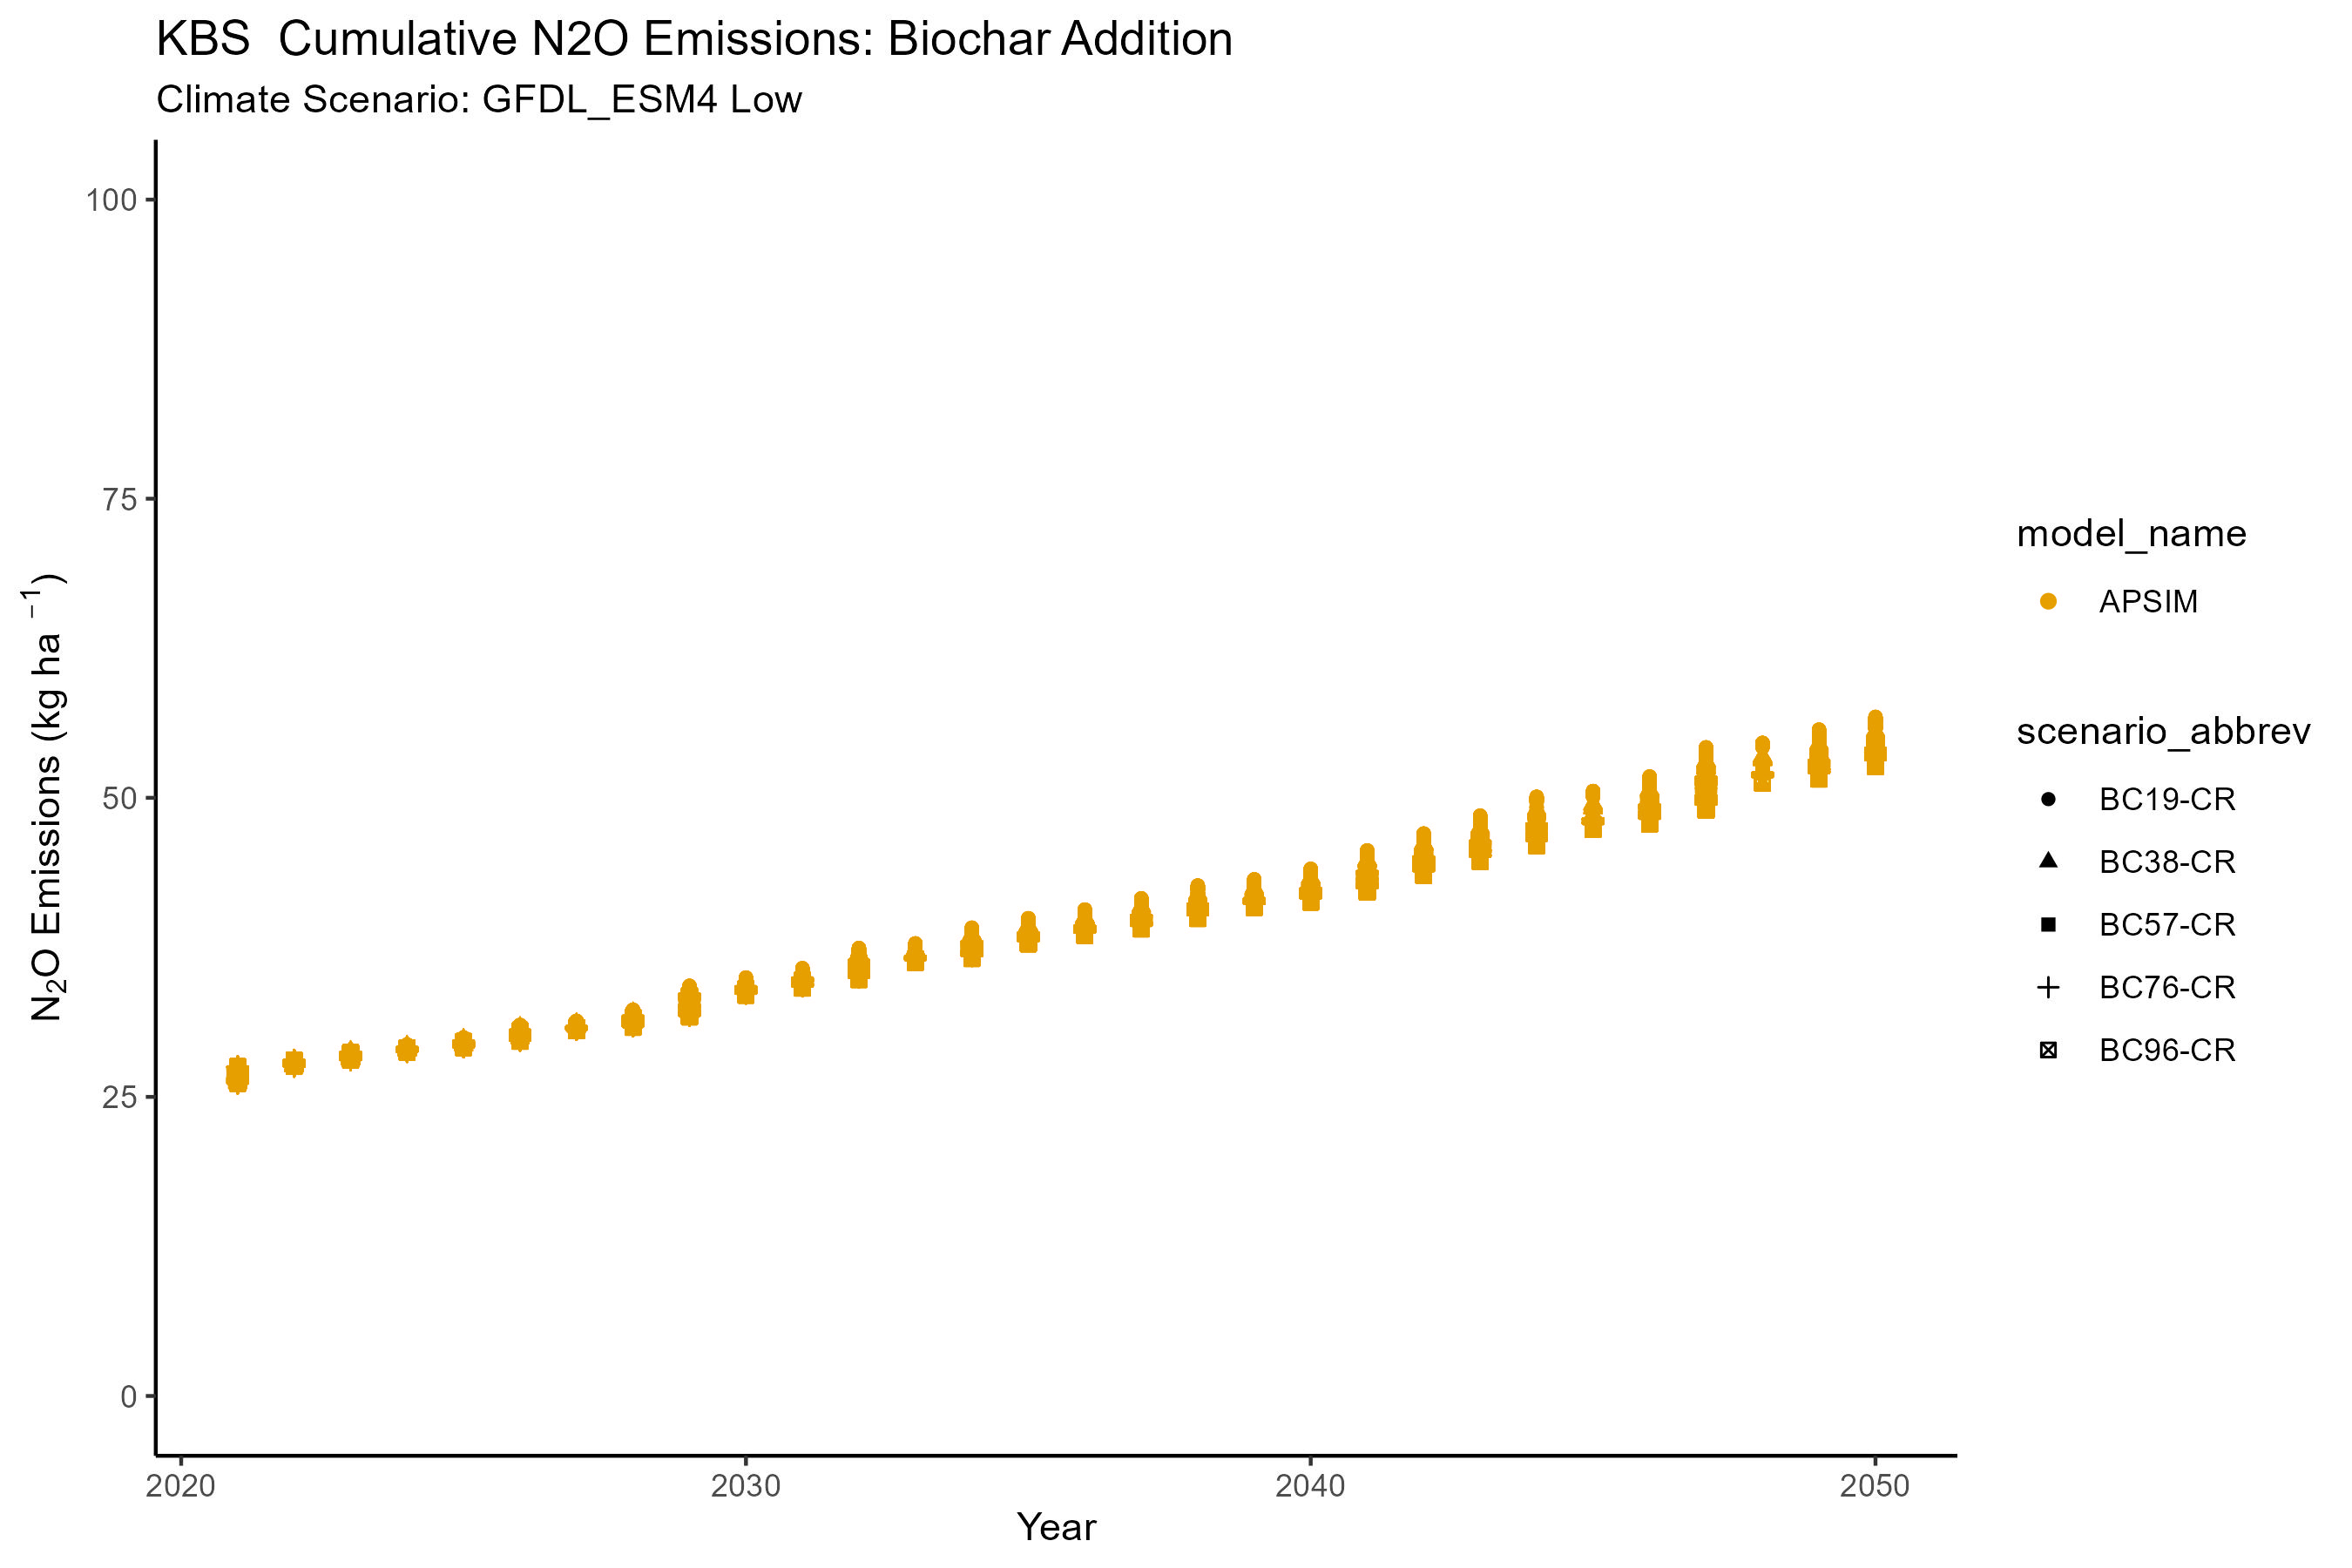 KBS  Cumulative N2O Emissions: Biochar Addition
Climate Scenario: GFDL_ESM4 Low
N₂O Emissions (kg ha ⁻¹)
100
75
50
25
0
2020
2030
2040
2050
Year
model_name
APSIM
scenario_abbrev
BC19-CR
BC38-CR
BC57-CR
BC76-CR
BC96-CR